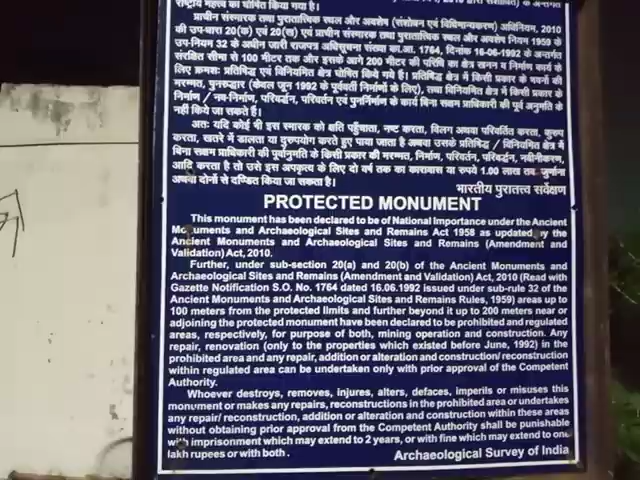 राष्ट्रीय महत्व का घोषित किया गया है।
प्राचीन संस्मारक तथा पुरातात्त्विक स्थल और अवशेष (संशोधन एवं विधिमान्यकरण) अधिनियम, 2010
की उप-धारा 20(क) एवं 20(ख) एवं प्राचीन संस्मारक तथा पुरातात्त्विक स्थल और अवशेष नियम 1959 के
उप-नियम 32 के अधीन जारी राजपत्र अधिसूचना संख्या का.आ. 1764, दिनांक 16-06-1992 के अन्तर्गत
संरक्षित सीमा से 100 मीटर तक और इसके आगे 200 मीटर की परिधि का क्षेत्र खनन व निर्माण कार्य के
लिए क्रमशः प्रतिषिद्ध एवं विनियमित क्षेत्र घोषित किये गये हैं। प्रतिषिद्ध क्षेत्र में किसी प्रकार के भवनों की
मरम्मत, पुनरुद्धार (केवल जून 1992 के पूर्ववर्ती निर्माणों के लिए), तथा विनियमित क्षेत्र में किसी प्रकार के
निर्माण / नव-निर्माण, परिवर्द्धन, परिवर्तन एवं पुनर्निर्माण के कार्य बिना सक्षम प्राधिकारी की पूर्व अनुमति के
नहीं किये जा सकते हैं।
अतः यदि कोई भी इस स्मारक को क्षति पहुँचाता, नष्ट करता, विलग अथवा परिवर्तित करता, कुरूप
करता, खतरे में डालता या दुरुपयोग करते हुए पाया जाता है अथवा उसके प्रतिषिद्ध / विनियमित क्षेत्र में
बिना सक्षम प्राधिकारी की पूर्वानुमति के किसी प्रकार की मरम्मत, निर्माण, परिवर्तन, परिवर्द्धन, नवीनीकरण,
आदि करता है तो उसे इस अपकृत्य के लिए दो वर्ष तक का कारावास या रुपये 1.00 लाख तक जुर्माना
अथवा दोनों से दण्डित किया जा सकता है।
भारतीय पुरातत्त्व सर्वेक्षण
PROTECTED MONUMENT
This monument has been declared to be of National Importance under the Ancient
Monuments and Archaeological Sites and Remains Act 1958 as updated by the
Ancient Monuments and Archaeological Sites and Remains (Amendment and
Validation) Act, 2010.
Further, under sub-section 20(a) and 20(b) of the Ancient Monuments and
Archaeological Sites and Remains (Amendment and Validation) Act, 2010 (Read with
Gazette Notification S.O. No. 1764 dated 16.06.1992 issued under sub-rule 32 of the
Ancient Monuments and Archaeological Sites and Remains Rules, 1959) areas up to
100 meters from the protected limits and further beyond it up to 200 meters near or
adjoining the protected monument have been declared to be prohibited and regulated
areas, respectively, for purpose of both, mining operation and construction. Any
repair, renovation (only to the properties which existed before June, 1992) in the
prohibited area and any repair, addition or alteration and construction/ reconstruction
within regulated area can be undertaken only with prior approval of the Competent
Authority.
Whoever destroys, removes, injures, alters, defaces, imperils or misuses this
monument or makes any repairs, reconstructions in the prohibited area or undertakes
any repair/ reconstruction, addition or alteration and construction within these areas
without obtaining prior approval from the Competent Authority shall be punishable
with imprisonment which may extend to 2 years, or with fine which may extend to one
lakh rupees or with both .
Archaeological Survey of India